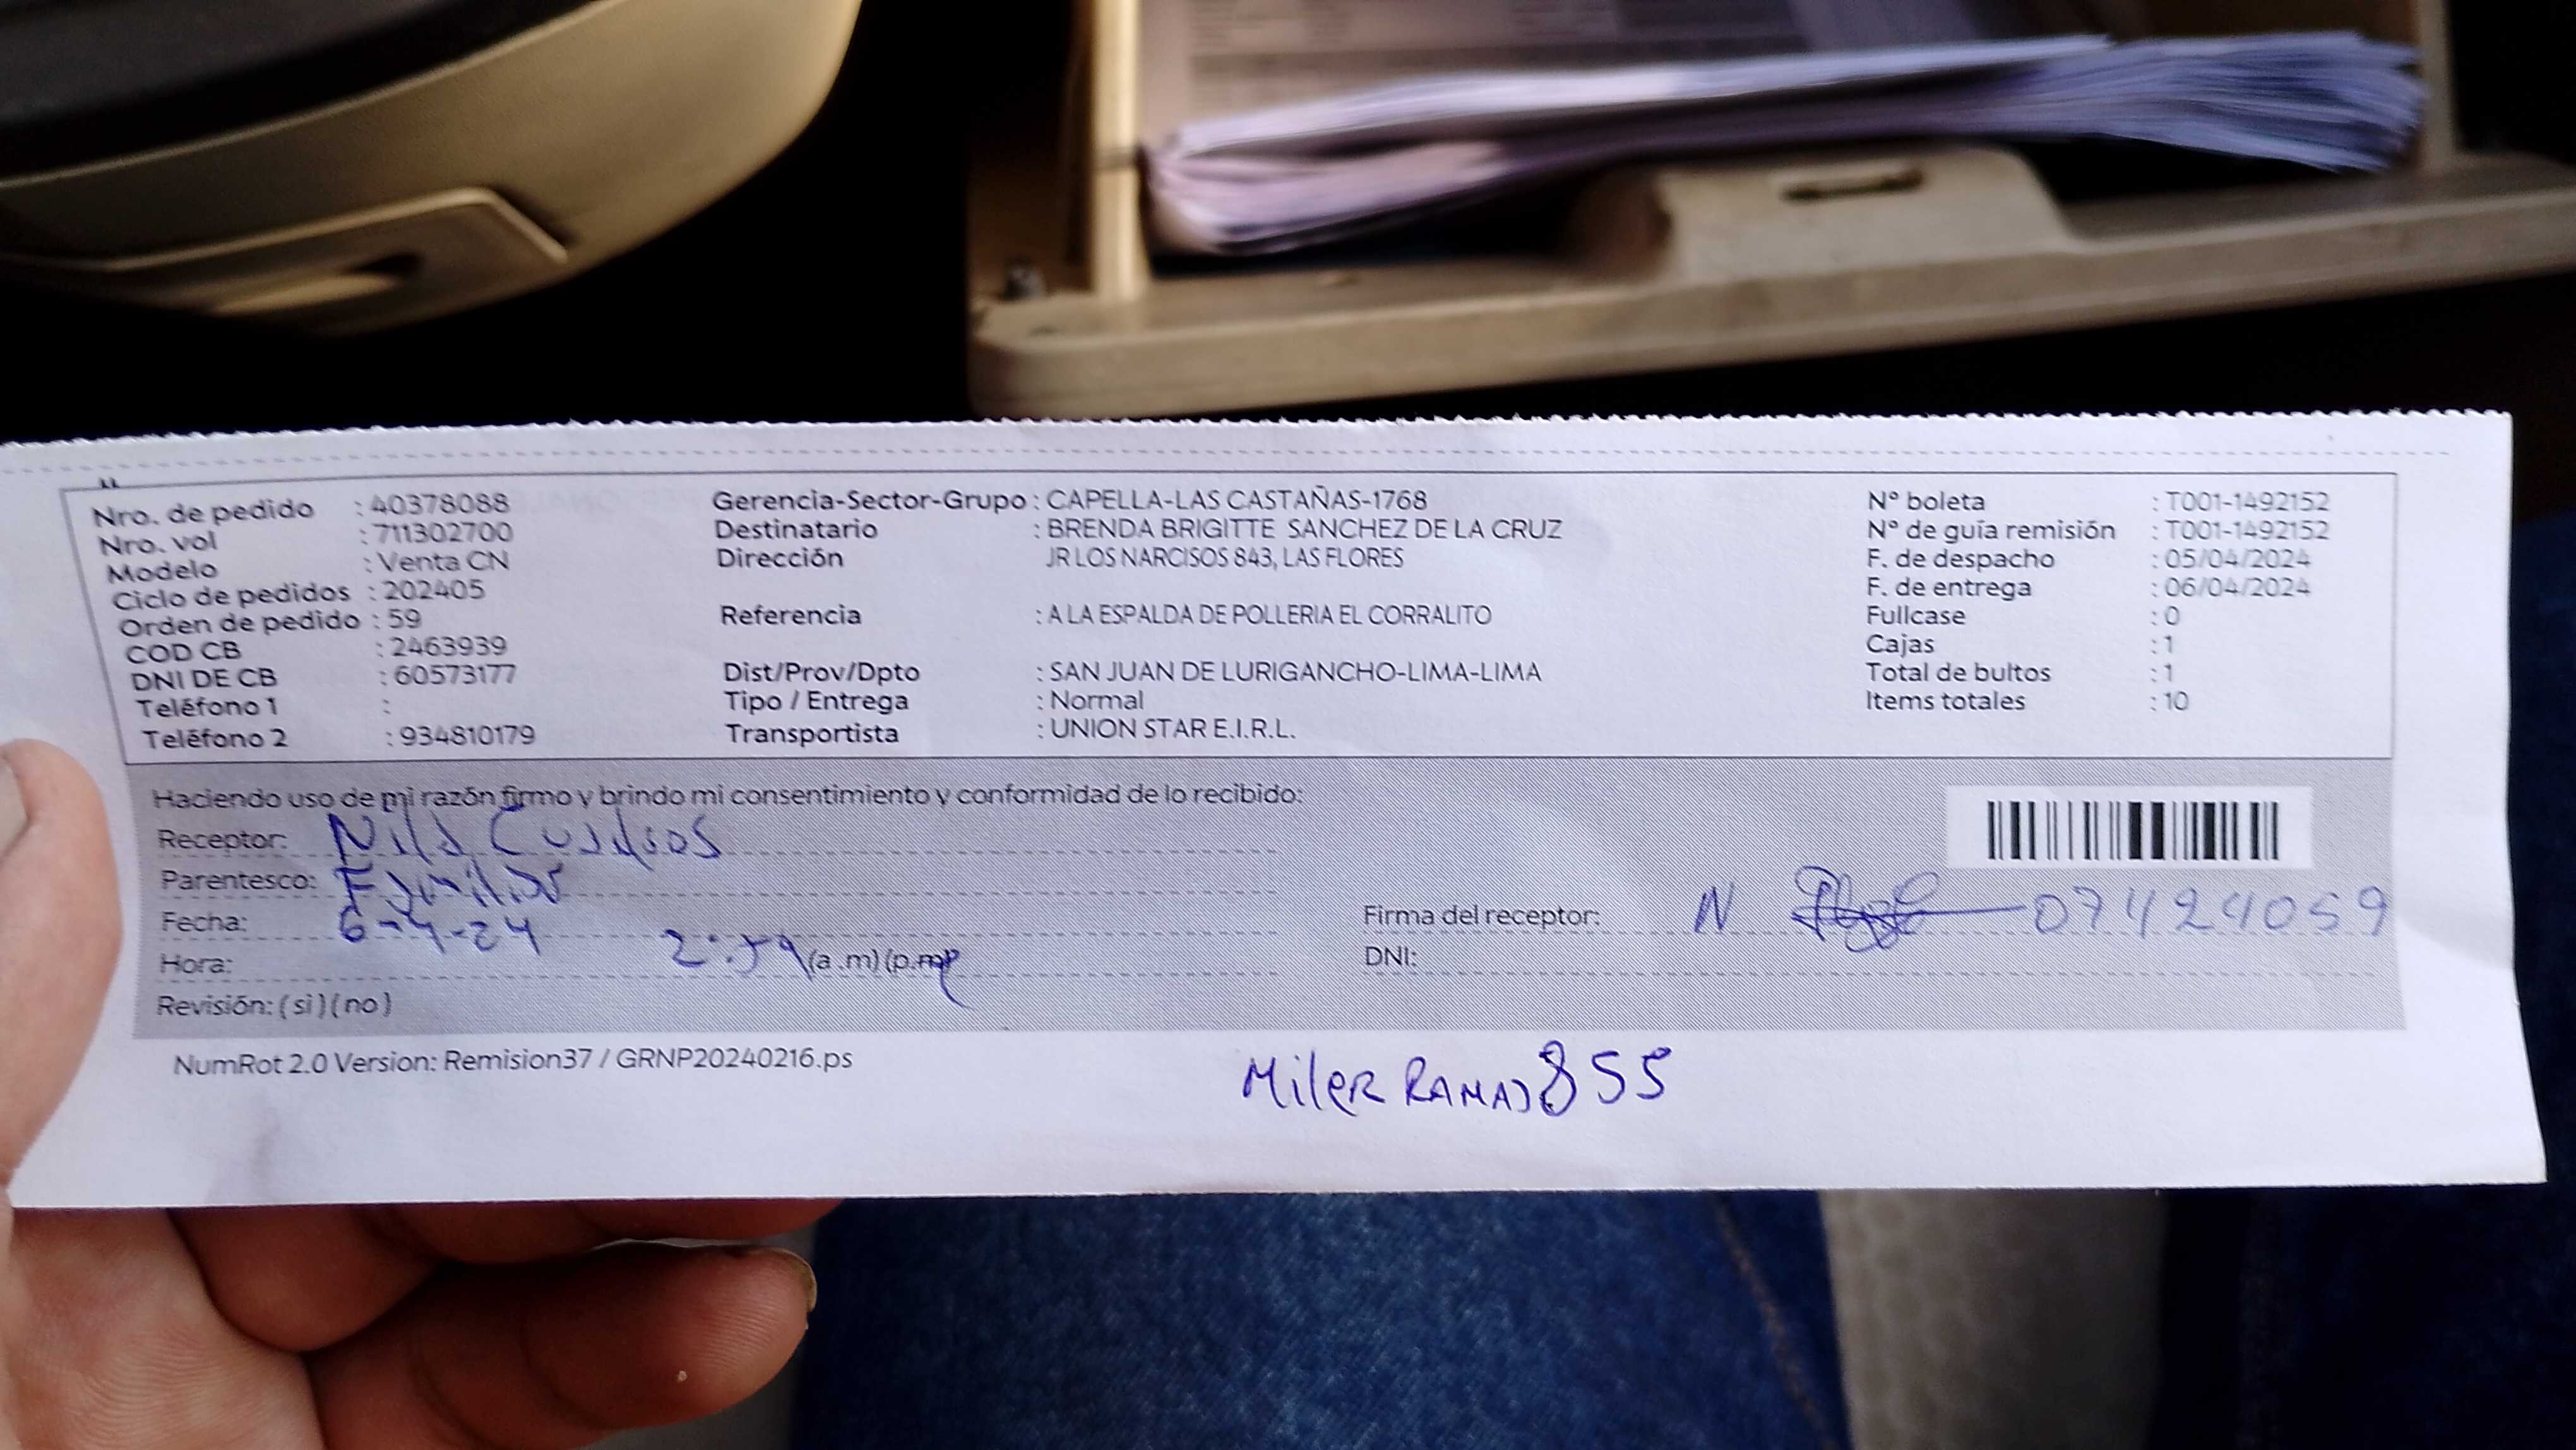 Nro. de pedido : 40378088
Nro. vol : 711302700
Modelo : Venta CN
Ciclo de pedidos : 202405
Orden de pedido : 59
COD CB : 2463939
DNI DE CB : 60573177
Teléfono 1 :
Teléfono 2 : 934810179
Gerencia-Sector-Grupo : CAPELLA-LAS CASTAÑAS-1768
Destinatario : BRENDA BRIGITTE SANCHEZ DE LA CRUZ
Dirección JR LOS NARCISOS 843, LAS FLORES
Referencia : A LA ESPALDA DE POLLERIA EL CORRALITO
Dist/Prov/Dpto : SAN JUAN DE LURIGANCHO-LIMA-LIMA
Tipo / Entrega : Normal
Transportista : UNION STAR E.I.R.L.
N° boleta : T001-1492152
N° de guía remisión : T001-1492152
F. de despacho : 05/04/2024
F. de entrega : 06/04/2024
Fullcase : 0
Cajas : 1
Total de bultos : 1
Items totales : 10
Haciendo uso de mi razón firmo y brindo mi consentimiento y conformidad de lo recibido:
Receptor: Nila
Parentesco: Familiar
Fecha: 6-4-24
Hora: 2:59 (a.m) (p.m)
Revisión: ( si ) ( no )
Firma del receptor: N 07424059
DNI:
NumRot 2.0 Version: Remision37 / GRNP20240216.ps
Miler Ramos 855